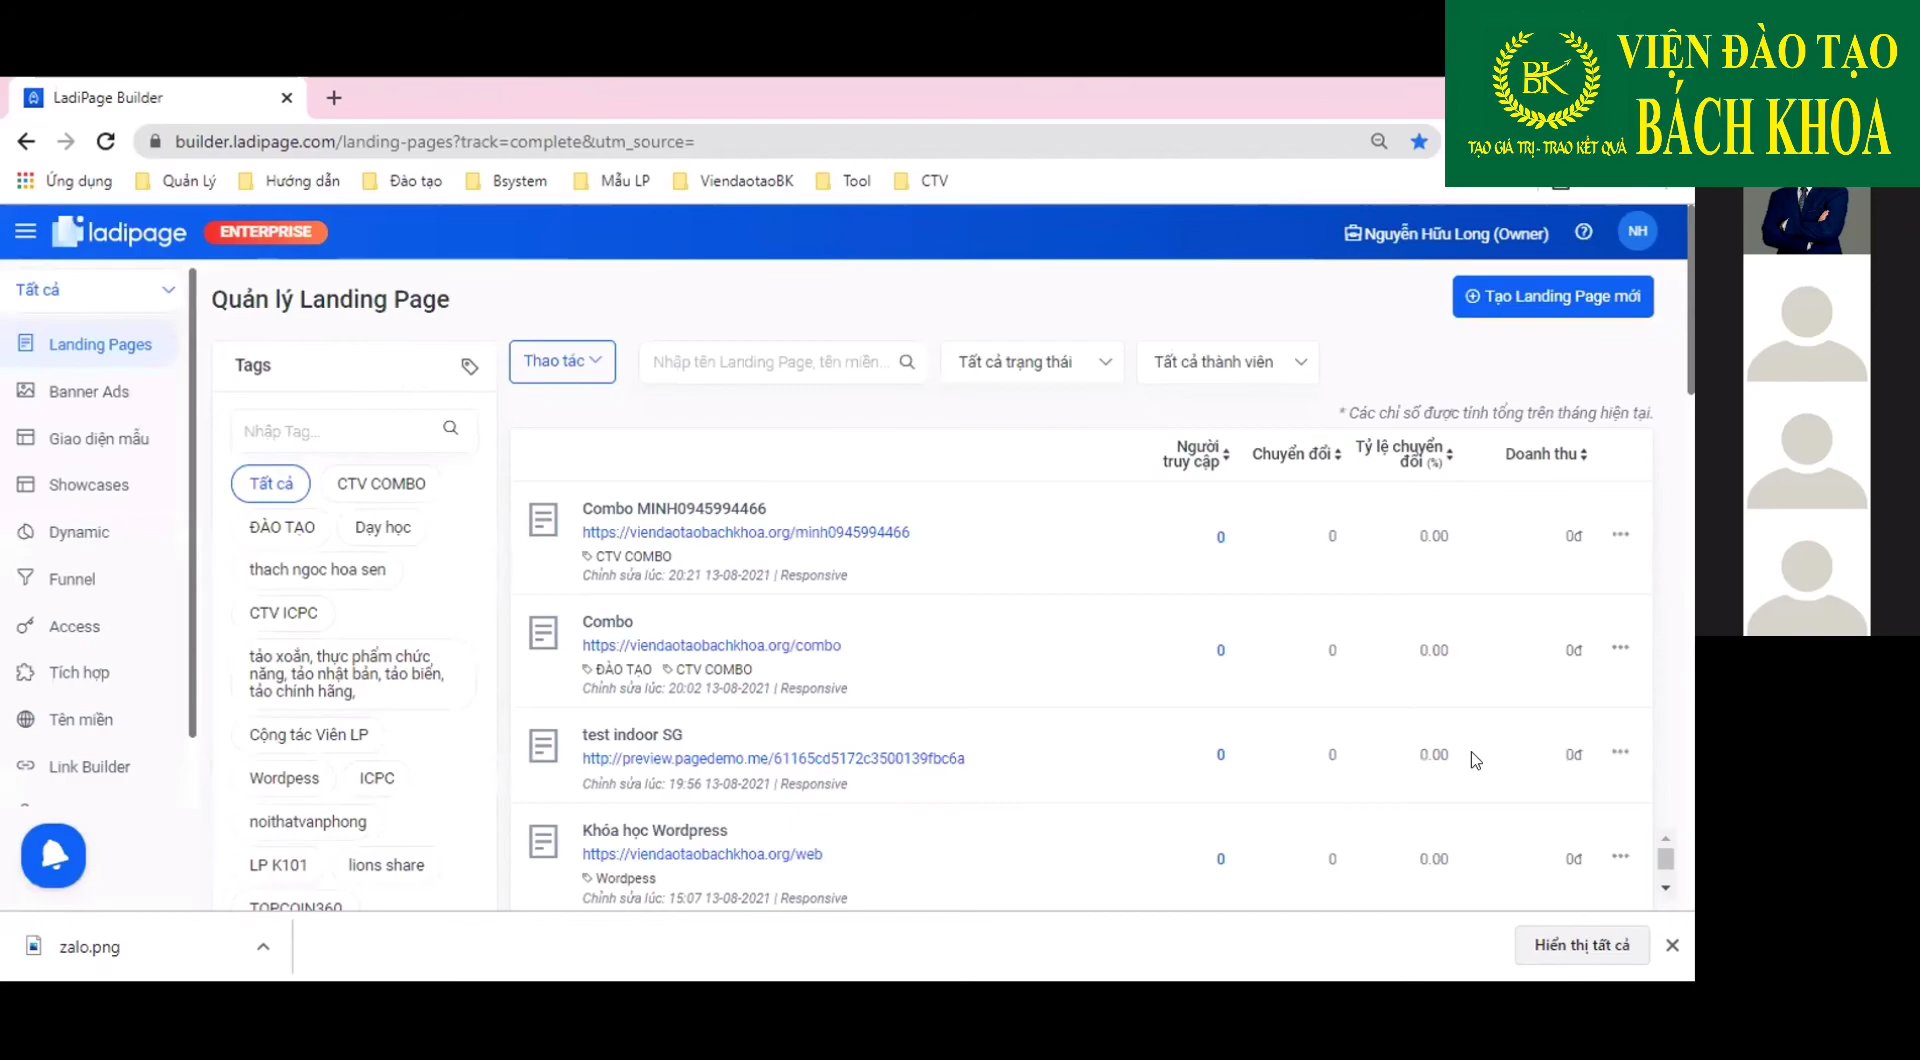 VIỆN ĐÀO TẠO
BÁCH KHOA
BK
TẠO GIÁ TRỊ - TRAO KẾT QUẢ
LadiPage Builder
builder.ladipage.com/landing-pages?track=complete&utm_source=
Ứng dụng
Quản Lý
Hướng dẫn
Đào tạo
Bsystem
Mẫu LP
ViendaotaoBK
Tool
CTV
ladipage
ENTERPRISE
Nguyễn Hữu Long (Owner)
NH
Tất cả
Landing Pages
Banner Ads
Giao diện mẫu
Showcases
Dynamic
Funnel
Access
Tích hợp
Tên miền
Link Builder
Quản lý Landing Page
Tạo Landing Page mới
Tags
Nhập Tag...
Tất cả
CTV COMBO
ĐÀO TẠO
Dạy học
thach ngoc hoa sen
CTV ICPC
tảo xoắn, thực phẩm chức
năng, tảo nhật bản, tảo biển,
tảo chính hãng,
Cộng tác Viên LP
Wordpess
ICPC
noithatvanphong
LP K101
lions share
TOPCOIN360
Thao tác
Nhập tên Landing Page, tên miền...
Tất cả trạng thái
Tất cả thành viên
* Các chỉ số được tính tổng trên tháng hiện tại.
Người
truy cập
Chuyển đổi
Tỷ lệ chuyển
đổi (%)
Doanh thu
Combo MINH0945994466
https://viendaotaobachkhoa.org/minh0945994466
CTV COMBO
Chỉnh sửa lúc: 20:21 13-08-2021 | Responsive
0
0
0.00
0đ
Combo
https://viendaotaobachkhoa.org/combo
ĐÀO TẠO CTV COMBO
Chỉnh sửa lúc: 20:02 13-08-2021 | Responsive
0
0
0.00
0đ
test indoor SG
http://preview.pagedemo.me/61165cd5172c3500139fbc6a
Chỉnh sửa lúc: 19:56 13-08-2021 | Responsive
0
0
0.00
0đ
Khóa học Wordpress
https://viendaotaobachkhoa.org/web
Wordpess
Chỉnh sửa lúc: 15:07 13-08-2021 | Responsive
0
0
0.00
0đ
zalo.png
Hiển thị tất cả